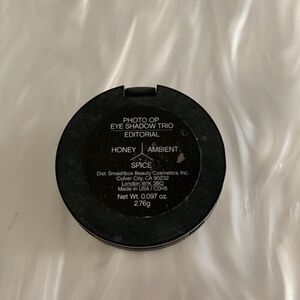 PHOTO OP
EYE SHADOW TRIO
EDITORIAL
HONEY AMBIENT
SPICE
Dist. Smashbox Beauty Cosmetics, Inc.
Culver City, CA 90232
London W1K 3BQ
Made in USA / C0H5
Net Wt. 0.097 oz.
2.76g